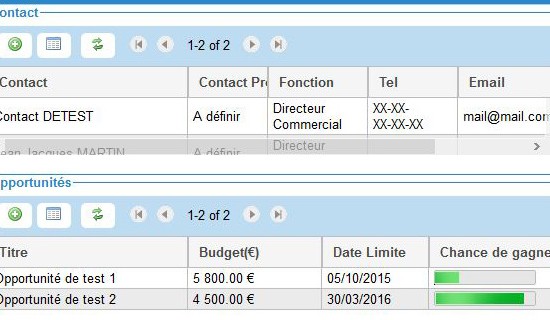 ontact
1-2 of 2
Contact Contact Pr Fonction Tel Email
Contact DETEST A définir Directeur Commercial XX-XX-XX-XX-XX mail@mail.com
Jean Jacques MARTIN A définir Directeur
pportunités
1-2 of 2
Titre Budget(€) Date Limite Chance de gagne
Opportunité de test 1 5 800.00 € 05/10/2015
Opportunité de test 2 4 500.00 € 30/03/2016